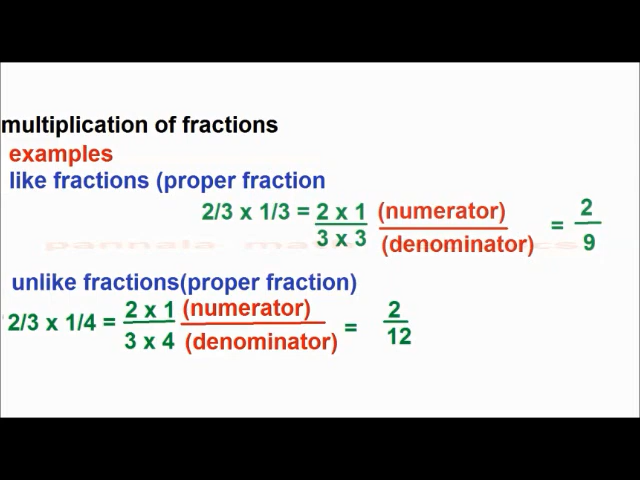 multiplication of fractions
examples
like fractions (proper fraction
2/3 x 1/3 = 2 x 1 (numerator) = 2
3 x 3 (denominator) 9
unlike fractions(proper fraction)
2/3 x 1/4 = 2 x 1 (numerator) = 2
3 x 4 (denominator) 12